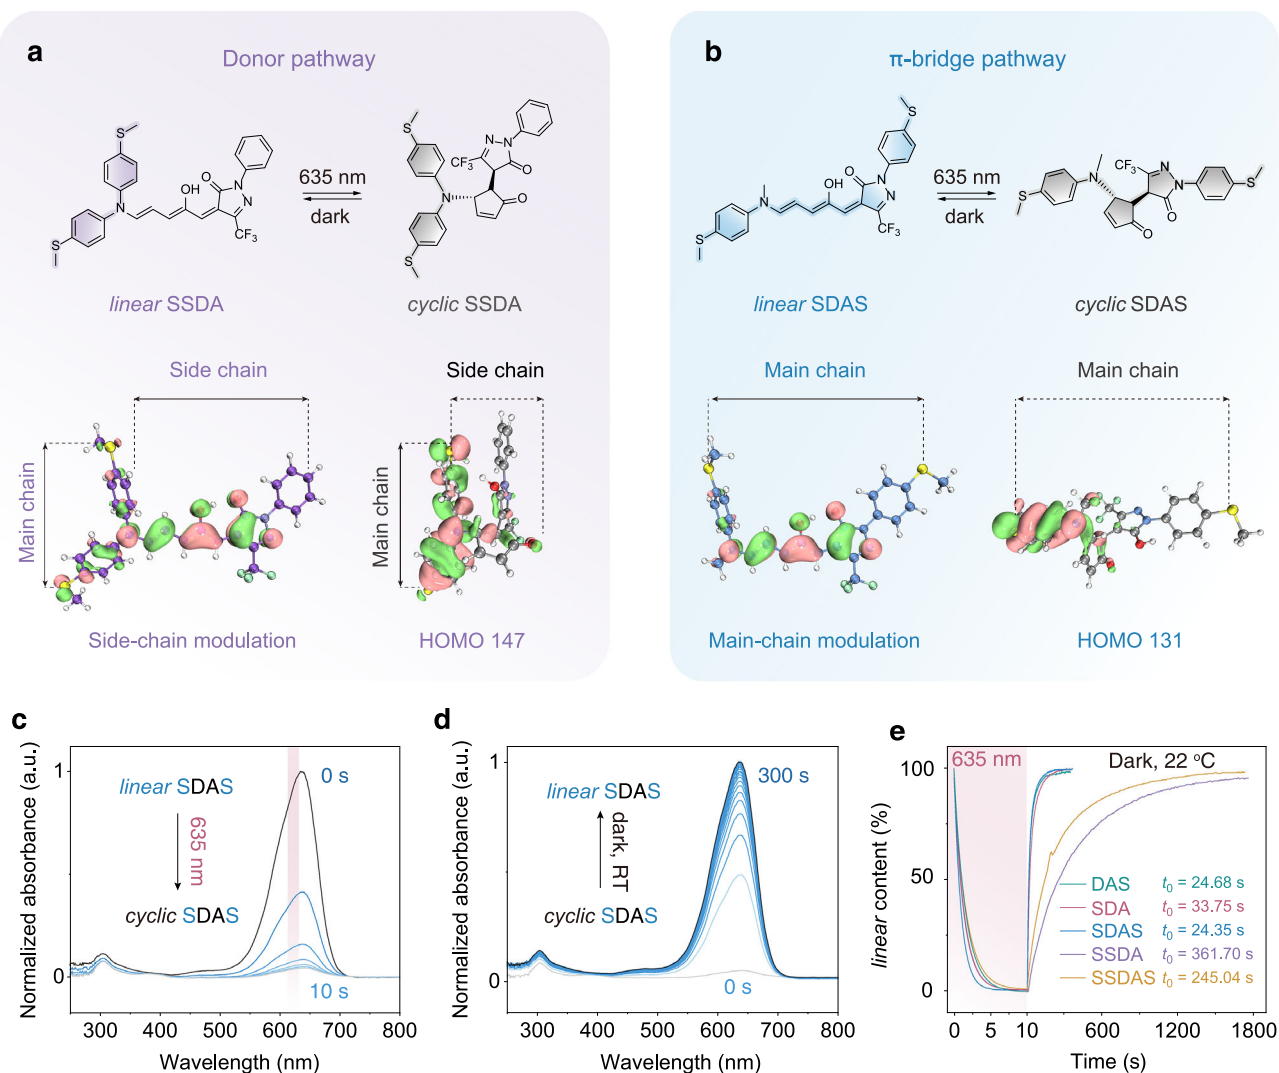 a
Donor pathway
S
S
N
OH
O
N
N
CF3
635 nm
dark
S
S
N
CF3
N
N
O
O
linear SSDA
cyclic SSDA
Side chain
Main chain
Side chain
Main chain
Side-chain modulation
HOMO 147
b
π-bridge pathway
S
S
N
OH
O
N
N
CF3
635 nm
dark
S
N
CF3
N
N
O
O
S
linear SDAS
cyclic SDAS
Main chain
Main chain
Main-chain modulation
HOMO 131
c
Normalized absorbance (a.u.)
1
0
linear SDAS
635 nm
cyclic SDAS
0 s
10 s
300 400 500 600 700 800
Wavelength (nm)
d
Normalized absorbance (a.u.)
1
0
linear SDAS
dark, RT
cyclic SDAS
300 s
0 s
300 400 500 600 700 800
Wavelength (nm)
e
linear content (%)
100
50
0
635 nm
Dark, 22 °C
DAS t0 = 24.68 s
SDA t0 = 33.75 s
SDAS t0 = 24.35 s
SSDA t0 = 361.70 s
SSDAS t0 = 245.04 s
0 5 10 600 1200 1800
Time (s)